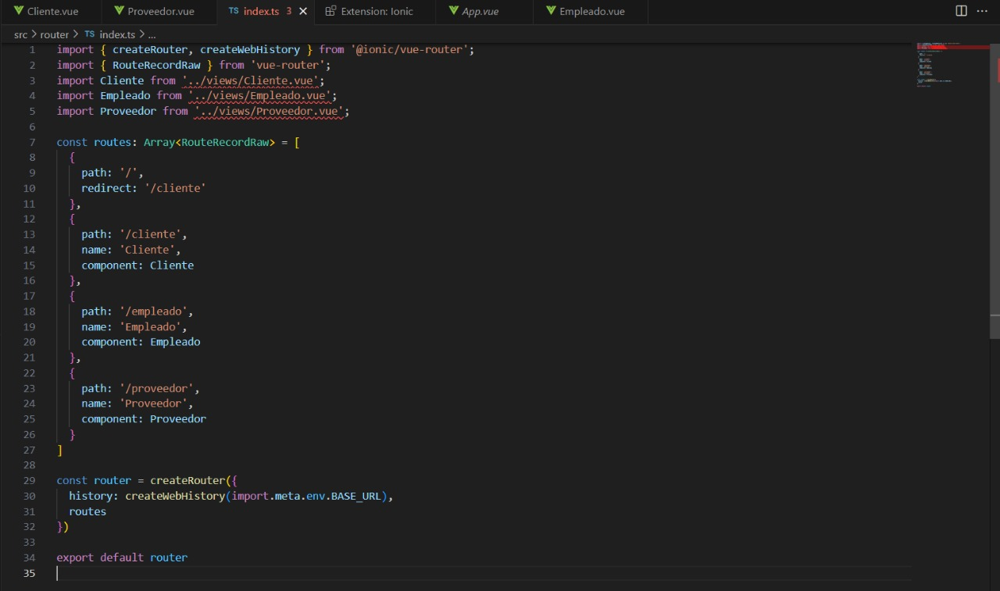 Cliente.vue Proveedor.vue TS index.ts 3 Extension: Ionic App.vue Empleado.vue
src > router > TS index.ts > ...
1 import { createRouter, createWebHistory } from '@ionic/vue-router';
2 import { RouteRecordRaw } from 'vue-router';
3 import Cliente from '../views/Cliente.vue';
4 import Empleado from '../views/Empleado.vue';
5 import Proveedor from '../views/Proveedor.vue';
6
7 const routes: Array<RouteRecordRaw> = [
8 {
9 path: '/',
10 redirect: '/cliente'
11 },
12 {
13 path: '/cliente',
14 name: 'Cliente',
15 component: Cliente
16 },
17 {
18 path: '/empleado',
19 name: 'Empleado',
20 component: Empleado
21 },
22 {
23 path: '/proveedor',
24 name: 'Proveedor',
25 component: Proveedor
26 }
27 ]
28
29 const router = createRouter({
30 history: createWebHistory(import.meta.env.BASE_URL),
31 routes
32 })
33
34 export default router
35